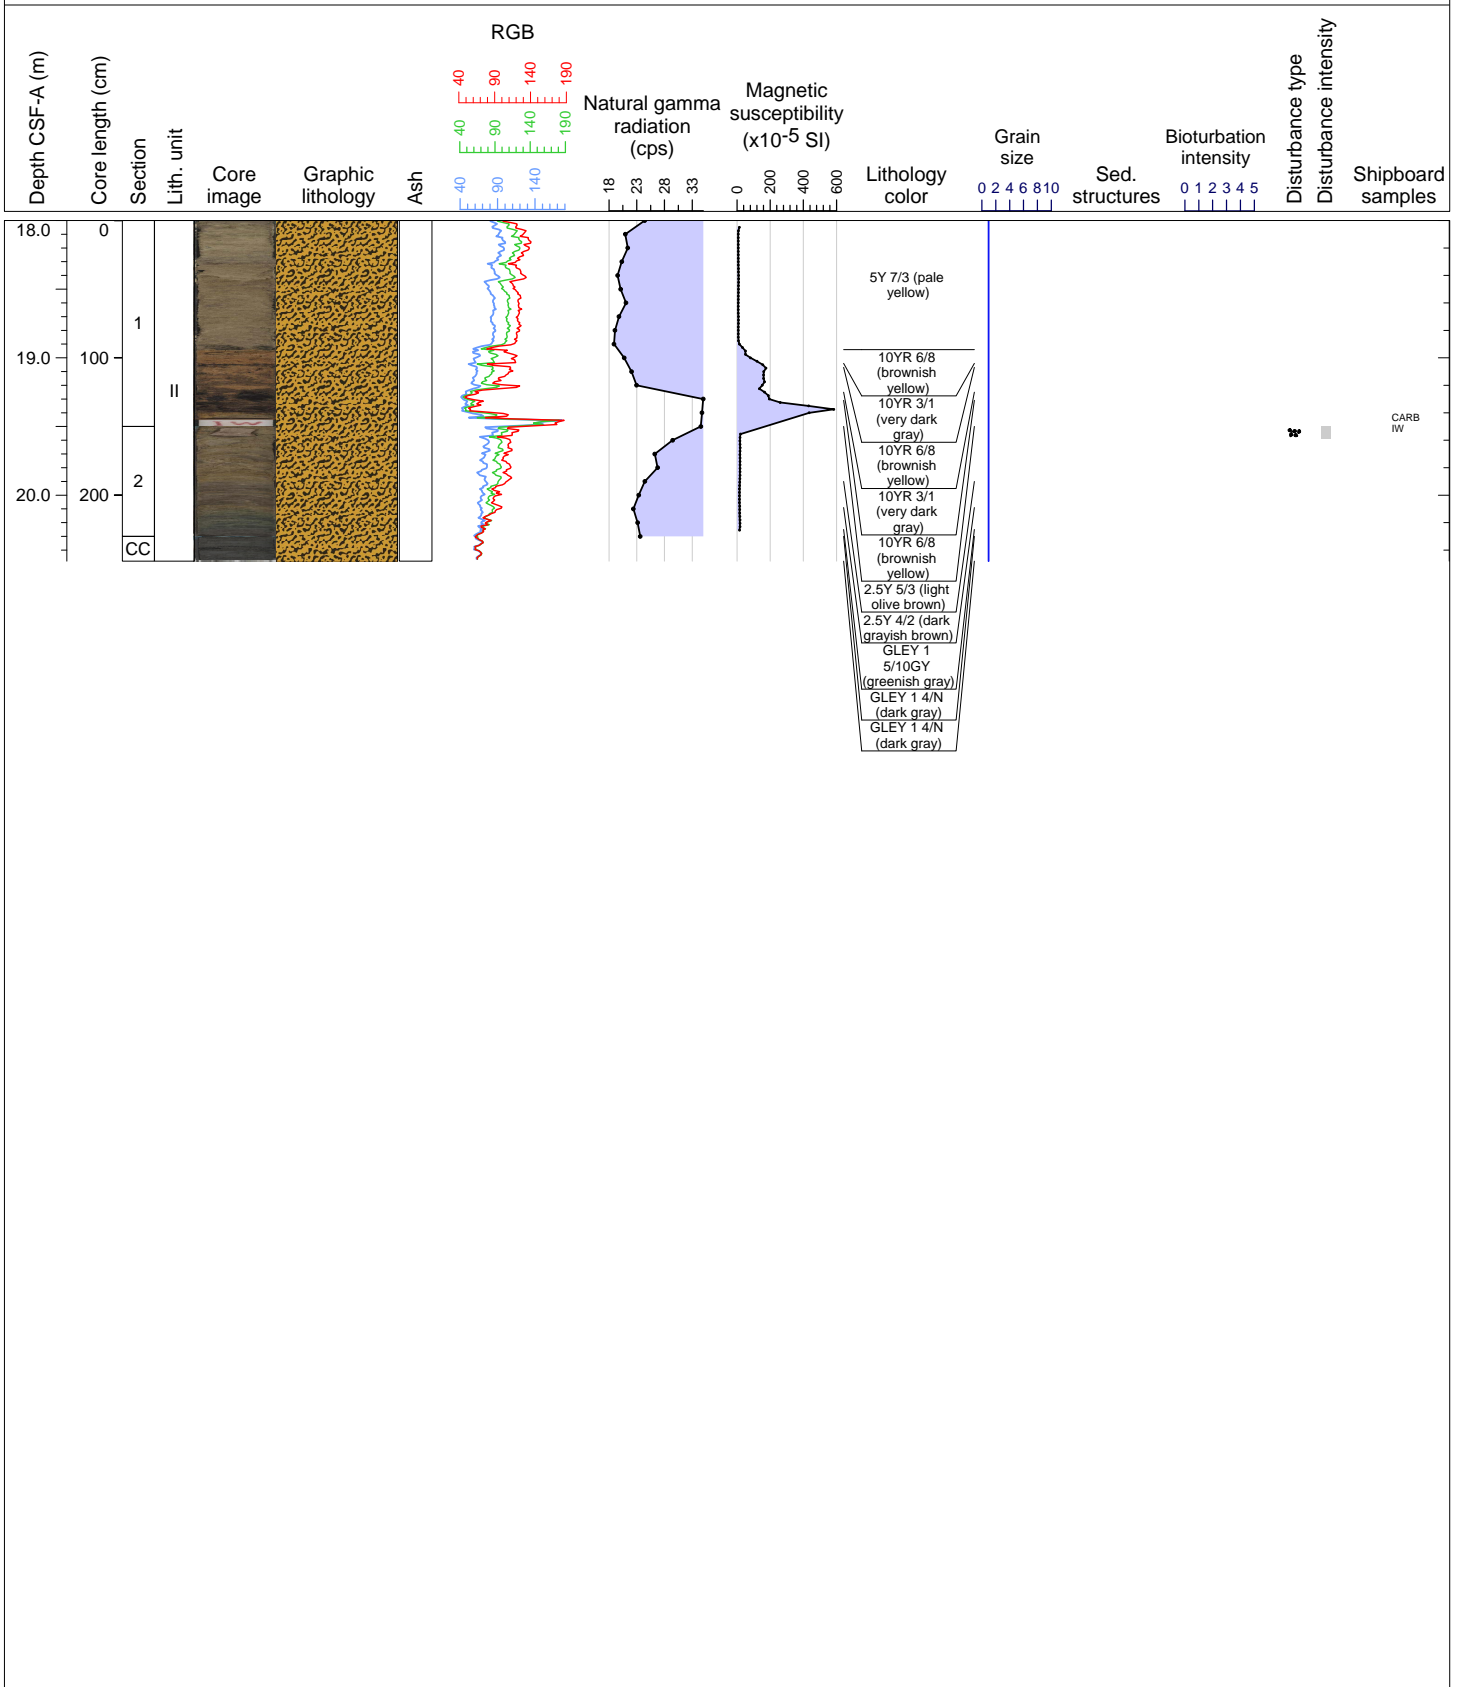 Depth CSF-A (m)
Core length (cm)
Section
Lith. unit
Core
image
Graphic
lithology
Ash
RGB
40 90 140 190
40 90 140 190
40 90 140
Natural gamma
radiation
(cps)
18 23 28 33
Magnetic
susceptibility
(x10-5 SI)
0 200 400 600
Lithology
color
Grain
size
0 2 4 6 8 10
Sed.
structures
Bioturbation
intensity
0 1 2 3 4 5
Disturbance type
Disturbance intensity
Shipboard
samples
18.0
19.0
20.0
0
100
200
1
2
CC
II
IW
5Y 7/3 (pale
yellow)
10YR 6/8
(brownish
yellow)
10YR 3/1
(very dark
gray)
10YR 6/8
(brownish
yellow)
10YR 3/1
(very dark
gray)
10YR 6/8
(brownish
yellow)
2.5Y 5/3 (light
olive brown)
2.5Y 4/2 (dark
grayish brown)
GLEY 1
5/10GY
(greenish gray)
GLEY 1 4/N
(dark gray)
GLEY 1 4/N
(dark gray)
CARB
IW